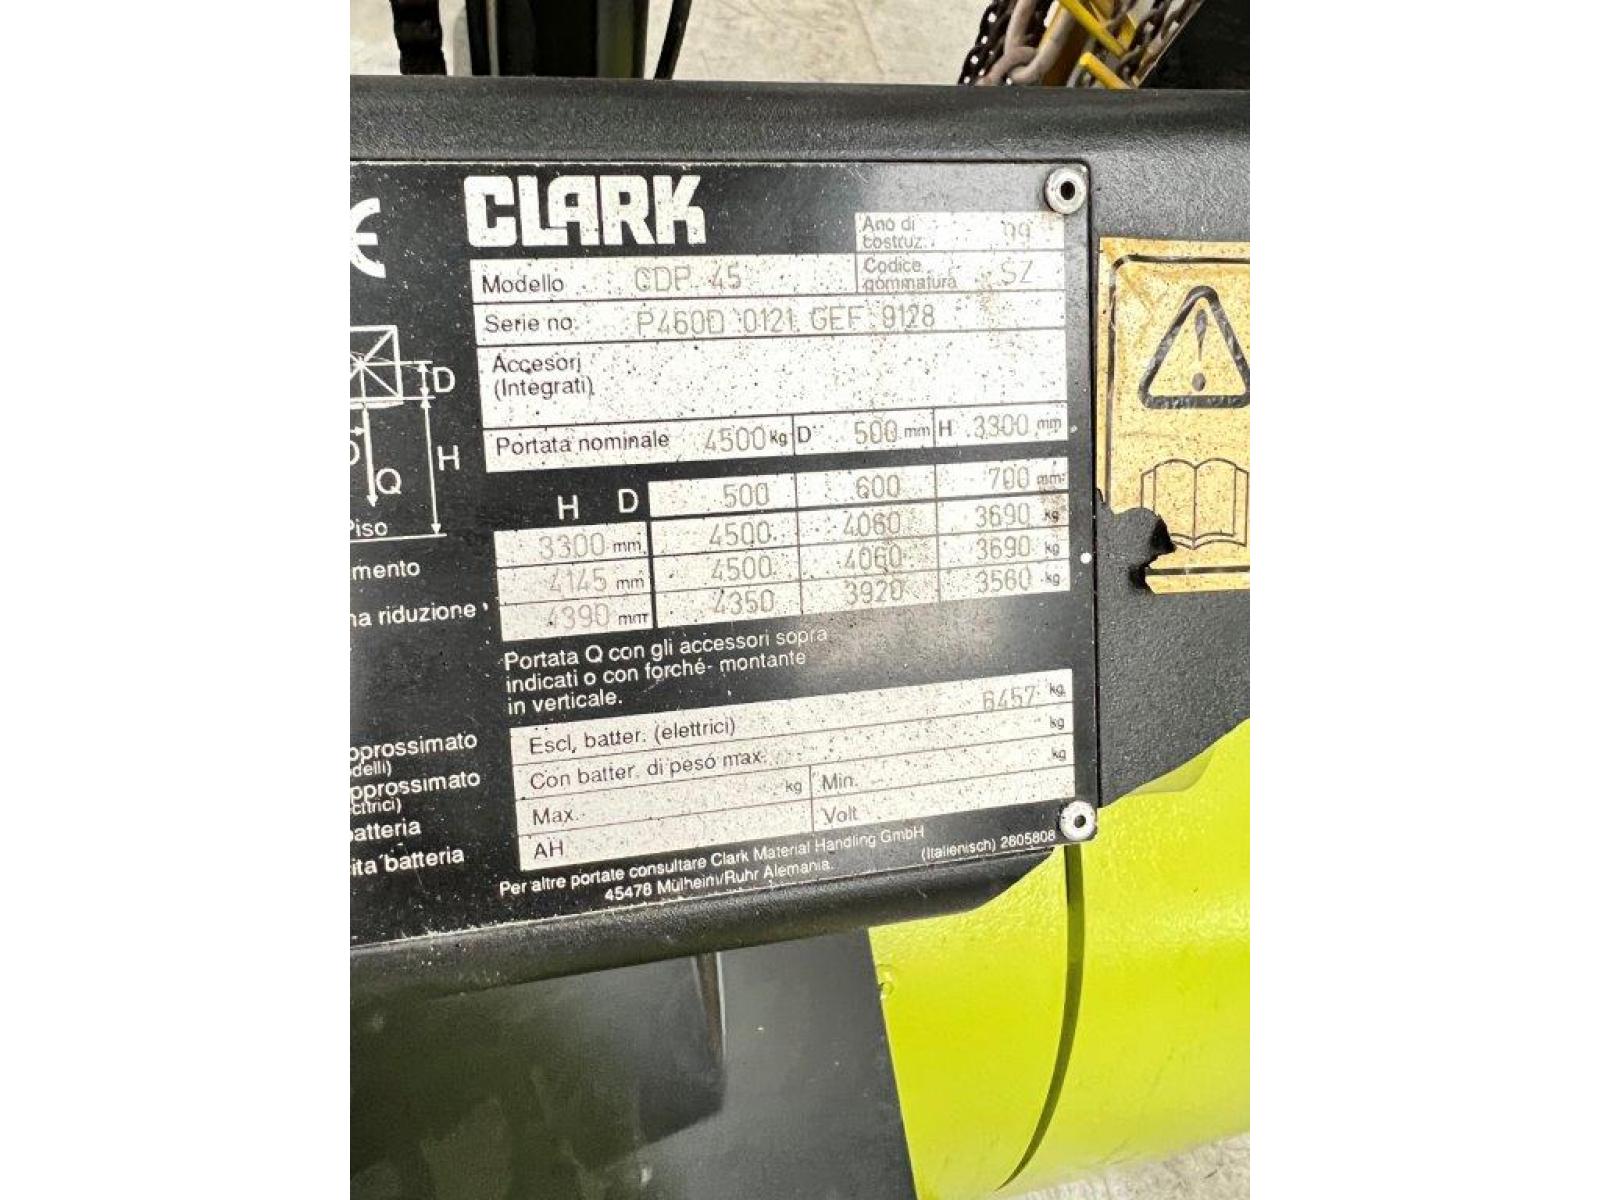 CLARK
Ano di costruz. 99
Modello CDP 45
Codice gommatura SZ
Serie no. P460D 0121 GEF 9128
Accesori
(Integrati)
Portata nominale 4500 kg D 500 mm H 3300 mm
D
H
Q
Piso
H D 500 600 700 mm
3300 mm 4500 4060 3690 kg
4145 mm 4500 4060 3690 kg
4390 mm 4350 3920 3560 kg
mento
na riduzione
Portata Q con gli accessori sopra
indicati o con forché- montante
in verticale.
pprossimato
delli)
pprossimato
batteria
cita batteria
Escl, batter. (elettrici) 6457 kg
Con batter. di pesó max. kg
Max. kg Min. kg
AH Volt
Per altre portate consultare Clark Material Handling GmbH
45478 Mülheim/Ruhr Alemania. (Italienisch) 2805808